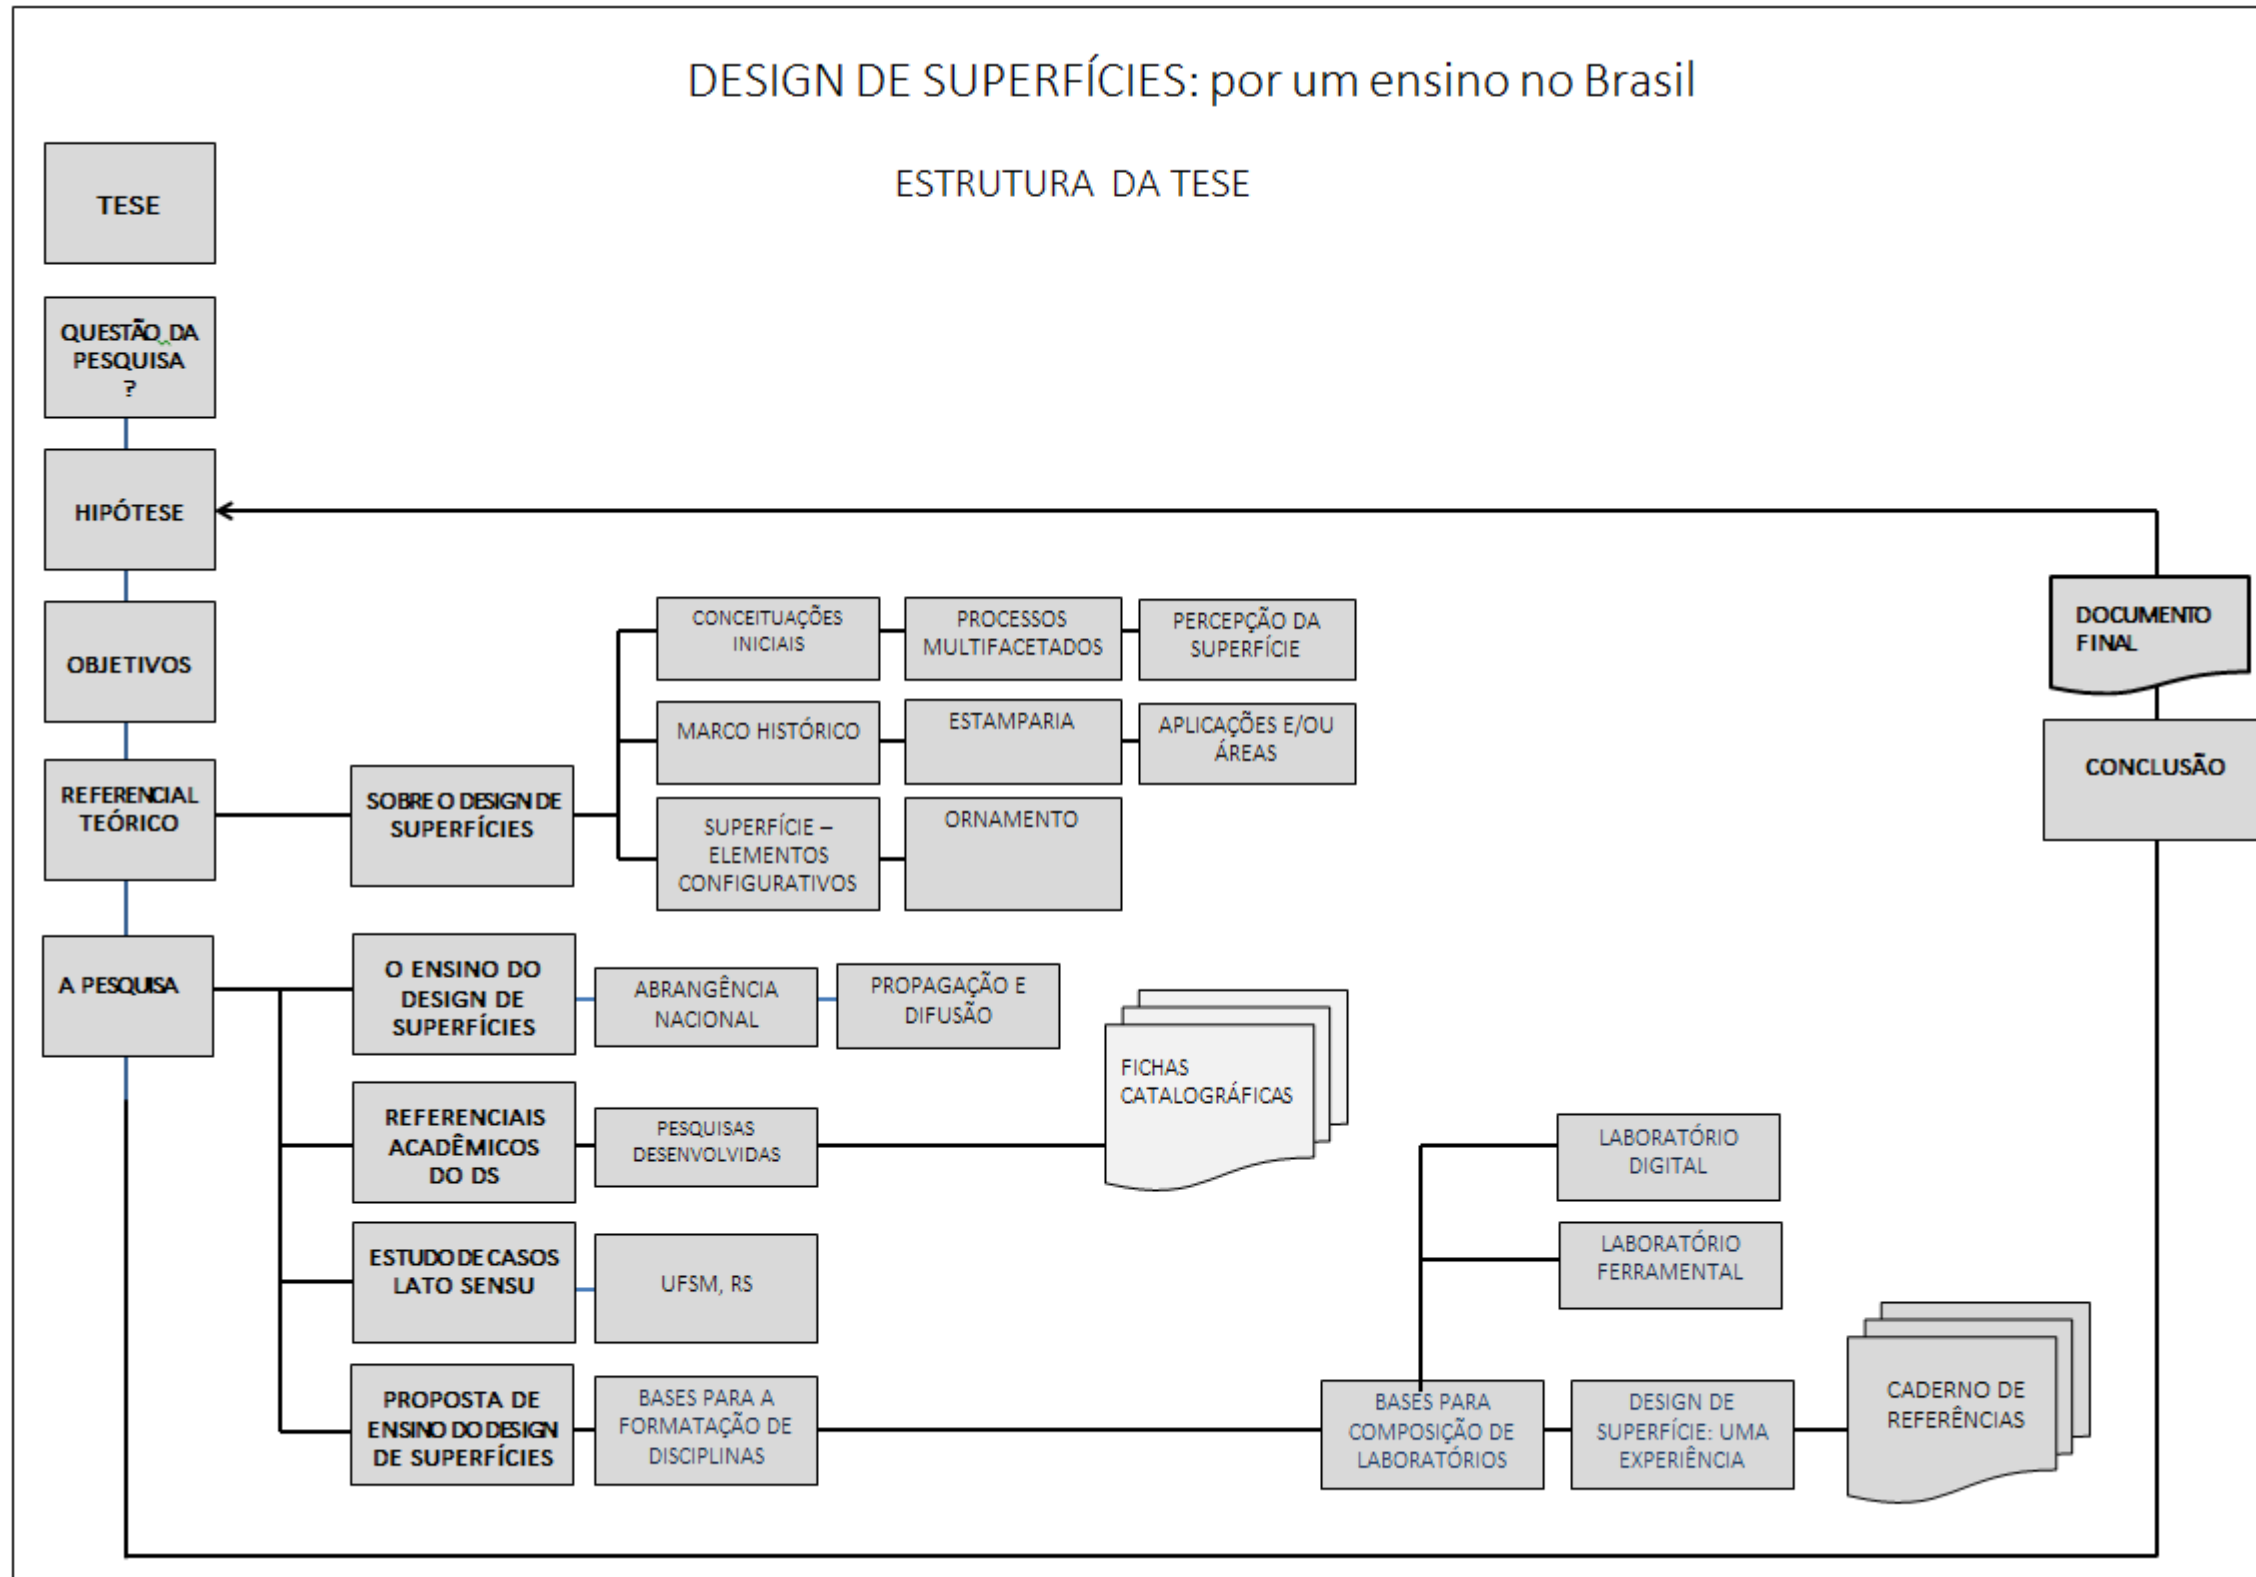 DESIGN DE SUPERFÍCIES: por um ensino no Brasil
ESTRUTURA DA TESE
TESE
QUESTÃO DA
PESQUISA
?
HIPÓTESE
OBJETIVOS
REFERENCIAL
TEÓRICO
SOBRE O DESIGN DE
SUPERFÍCIES
CONCEITUAÇÕES
INICIAIS
PROCESSOS
MULTIFACETADOS
PERCEPÇÃO DA
SUPERFÍCIE
MARCO HISTÓRICO
ESTAMPARIA
APLICAÇÕES E/OU
ÁREAS
SUPERFÍCIE –
ELEMENTOS
CONFIGURATIVOS
ORNAMENTO
DOCUMENTO
FINAL
CONCLUSÃO
A PESQUISA
O ENSINO DO
DESIGN DE
SUPERFÍCIES
ABRANGÊNCIA
NACIONAL
PROPAGAÇÃO E
DIFUSÃO
REFERENCIAIS
ACADÊMICOS
DO DS
PESQUISAS
DESENVOLVIDAS
FICHAS
CATALOGRÁFICAS
ESTUDO DE CASOS
LATO SENSU
UFSM, RS
PROPOSTA DE
ENSINO DO DESIGN
DE SUPERFÍCIES
BASES PARA A
FORMATAÇÃO DE
DISCIPLINAS
LABORATÓRIO
DIGITAL
LABORATÓRIO
FERRAMENTAL
BASES PARA
COMPOSIÇÃO DE
LABORATÓRIOS
DESIGN DE
SUPERFÍCIE: UMA
EXPERIÊNCIA
CADERNO DE
REFERÊNCIAS